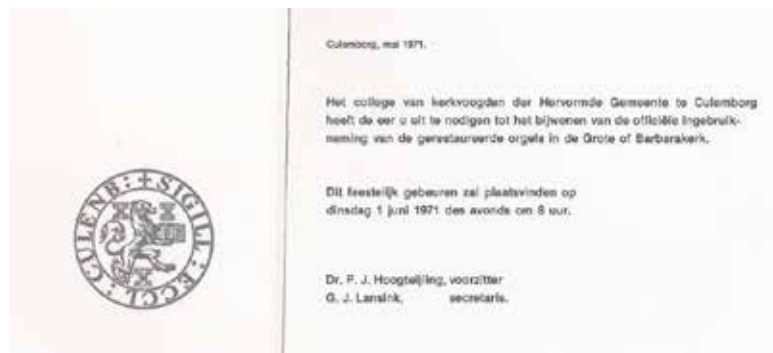 Culemborg, mei 1971.
Het college van kerkvoogden der Hervormde Gemeente te Culemborg
heeft de eer u uit te nodigen tot het bijwonen van de officiële ingebruik-
neming van de gerestaureerde orgels in de Grote of Barbarakerk.
Dit feestelijk gebeuren zal plaatsvinden op
dinsdag 1 juni 1971 des avonds om 8 uur.
Dr. P. J. Hoogteijling, voorzitter
G. J. Lansink, secretaris.
+ SIGILL : ECCL : CULENB :